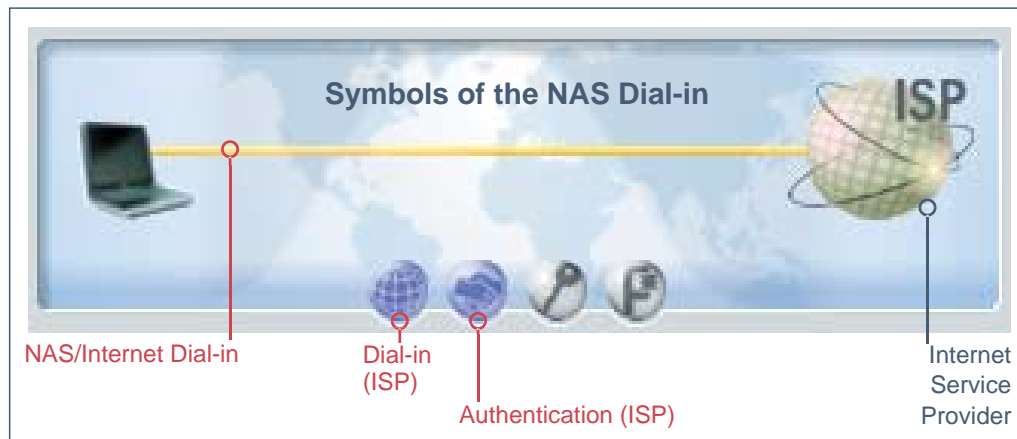 Symbols of the NAS Dial-in
ISP
NAS/Internet Dial-in
Dial-in
(ISP)
Authentication (ISP)
Internet
Service
Provider